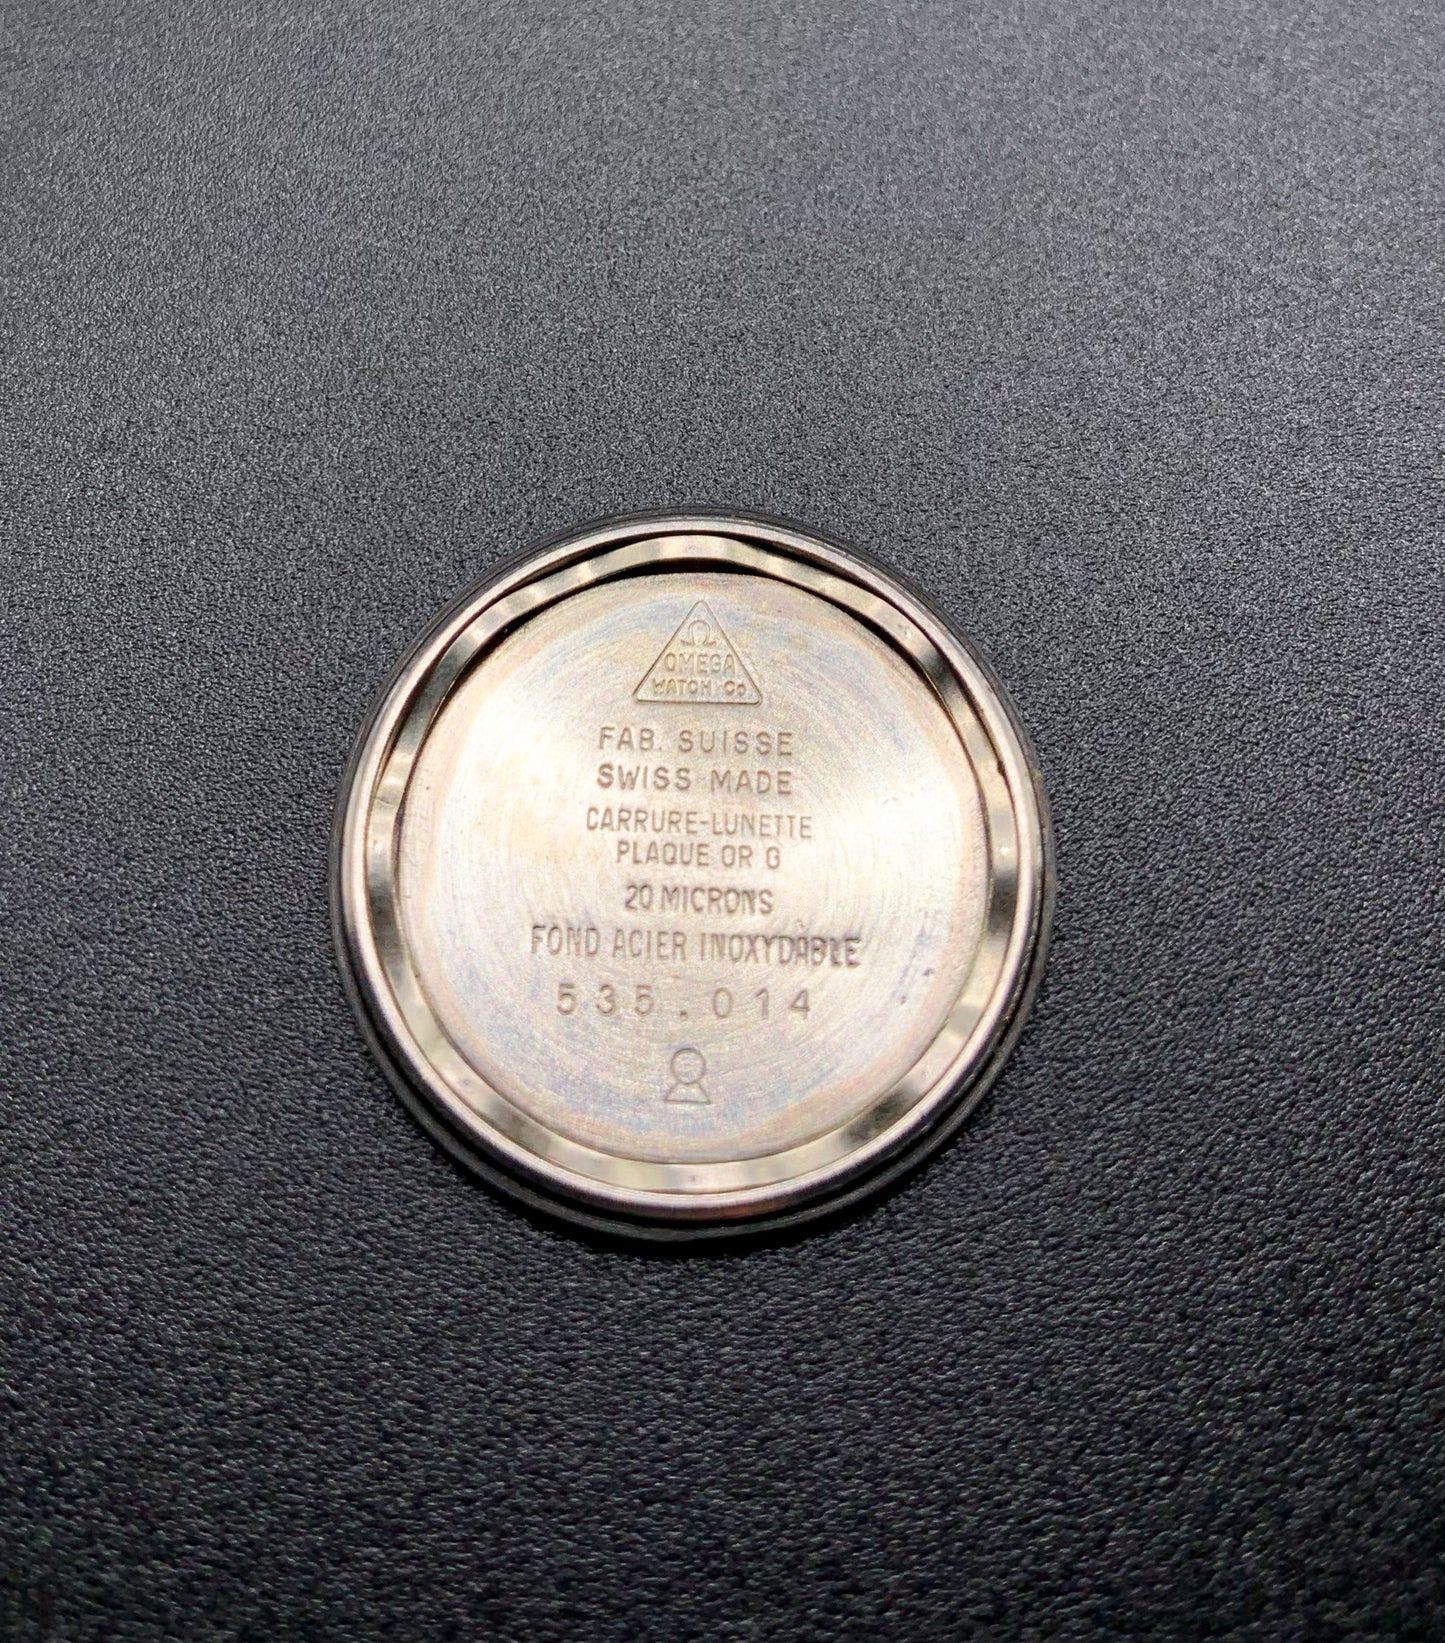 Ω
OMEGA
WATCH Co
FAB. SUISSE
SWISS MADE
CARRURE-LUNETTE
PLAQUE OR G
20 MICRONS
FOND ACIER INOXYDABLE
535.014